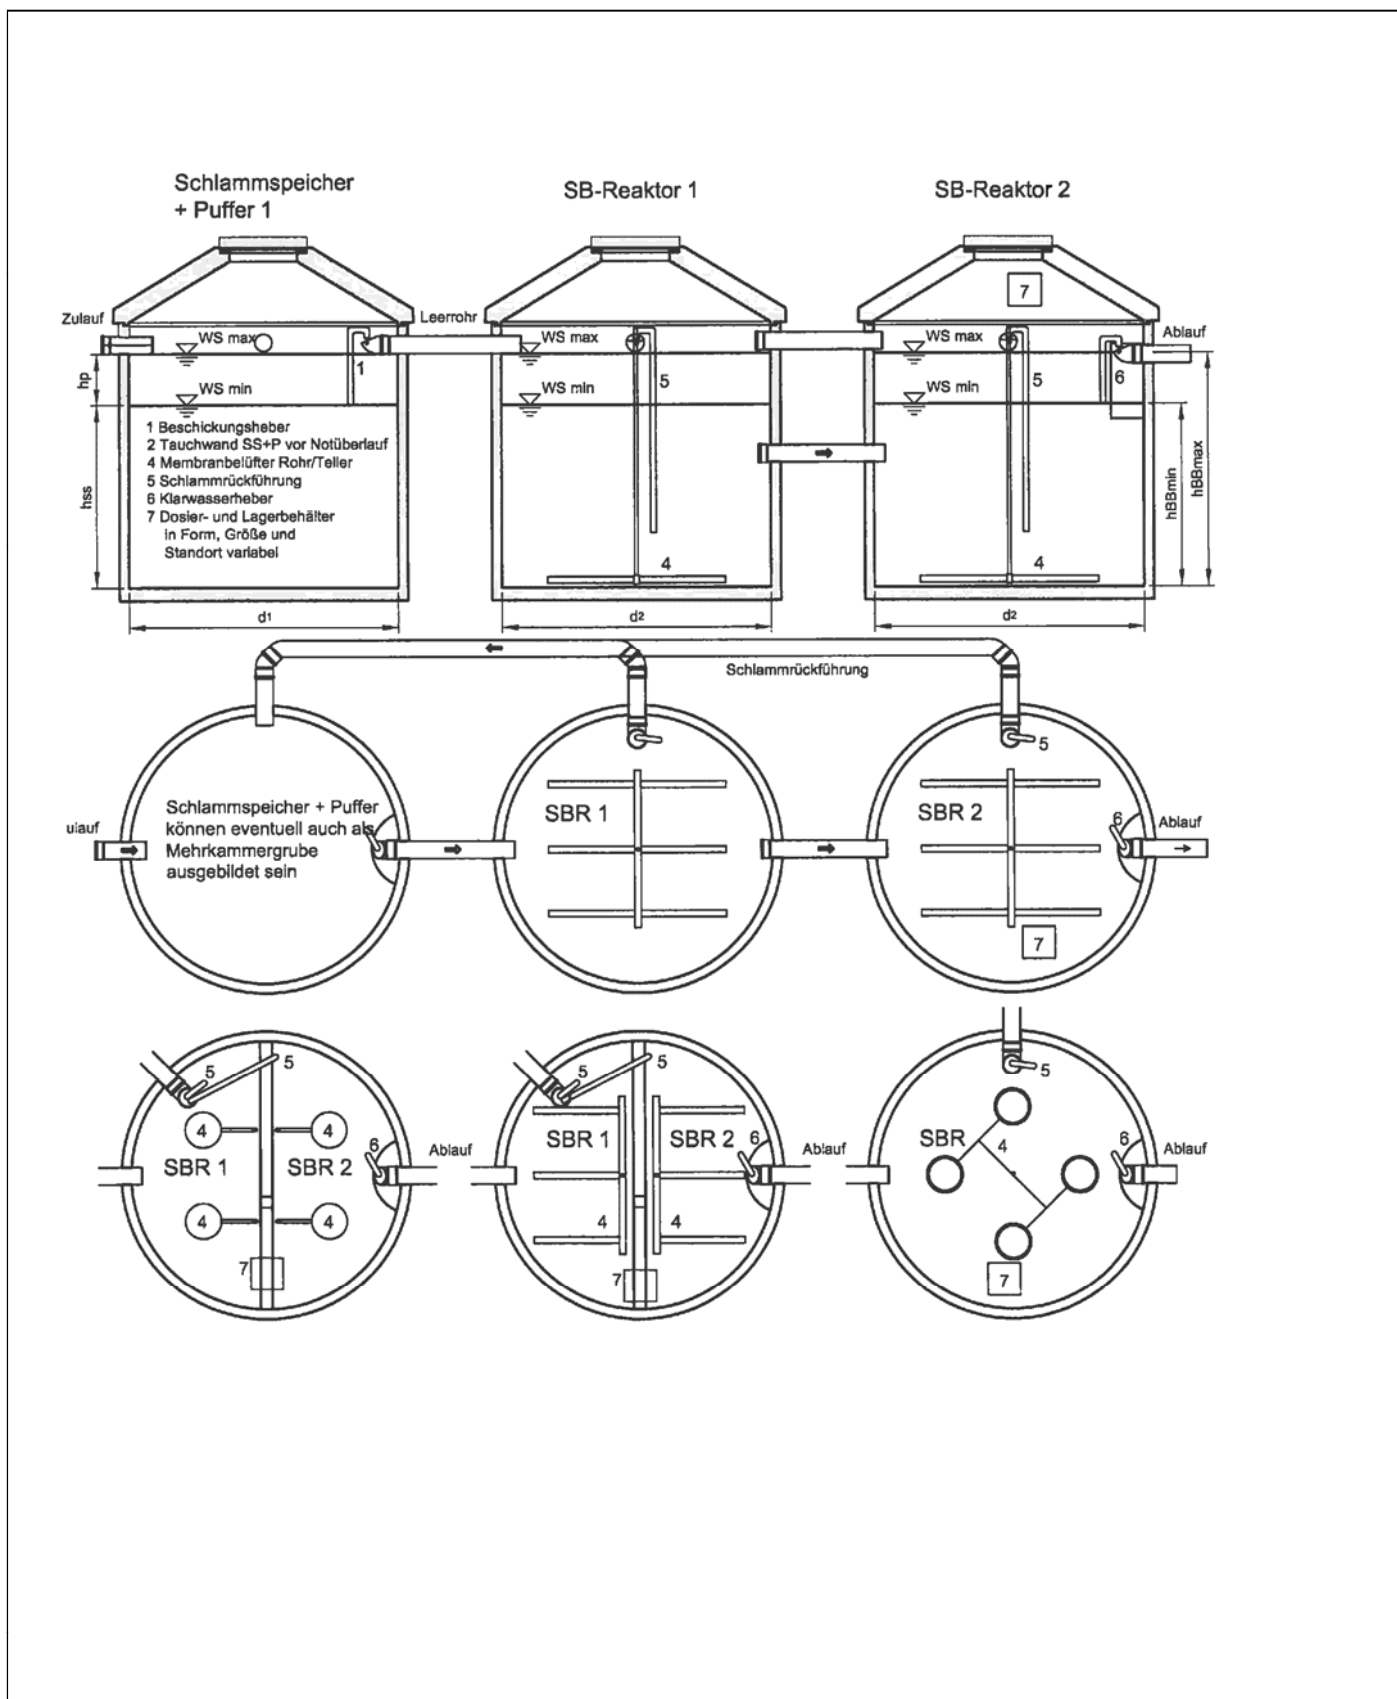 Schlammspeicher
+ Puffer 1
SB-Reaktor 1
SB-Reaktor 2
7
Zulauf
WS max
Leerrohr
WS max
WS max
Ablauf
hp
1
5
5
6
WS min
WS min
WS min
1 Beschickungsheber
2 Tauchwand SS+P vor Notüberlauf
4 Membranbelüfter Rohr/Teller
5 Schlammrückführung
6 Klarwasserheber
7 Dosier- und Lagerbehälter
in Form, Größe und
Standort variabel
hss
hBBmin
hBBmax
4
4
d1
d2
d2
Schlammrückführung
5
Schlammspeicher + Puffer
können eventuell auch als
Mehrkammergrube
ausgebildet sein
ulauf
SBR 1
SBR 2
6
Ablauf
7
5
5
4
4
SBR 1
SBR 2
6
Ablauf
4
4
7
5
5
SBR 1
SBR 2
6
Ablauf
4
4
7
5
SBR
4
6
Ablauf
7